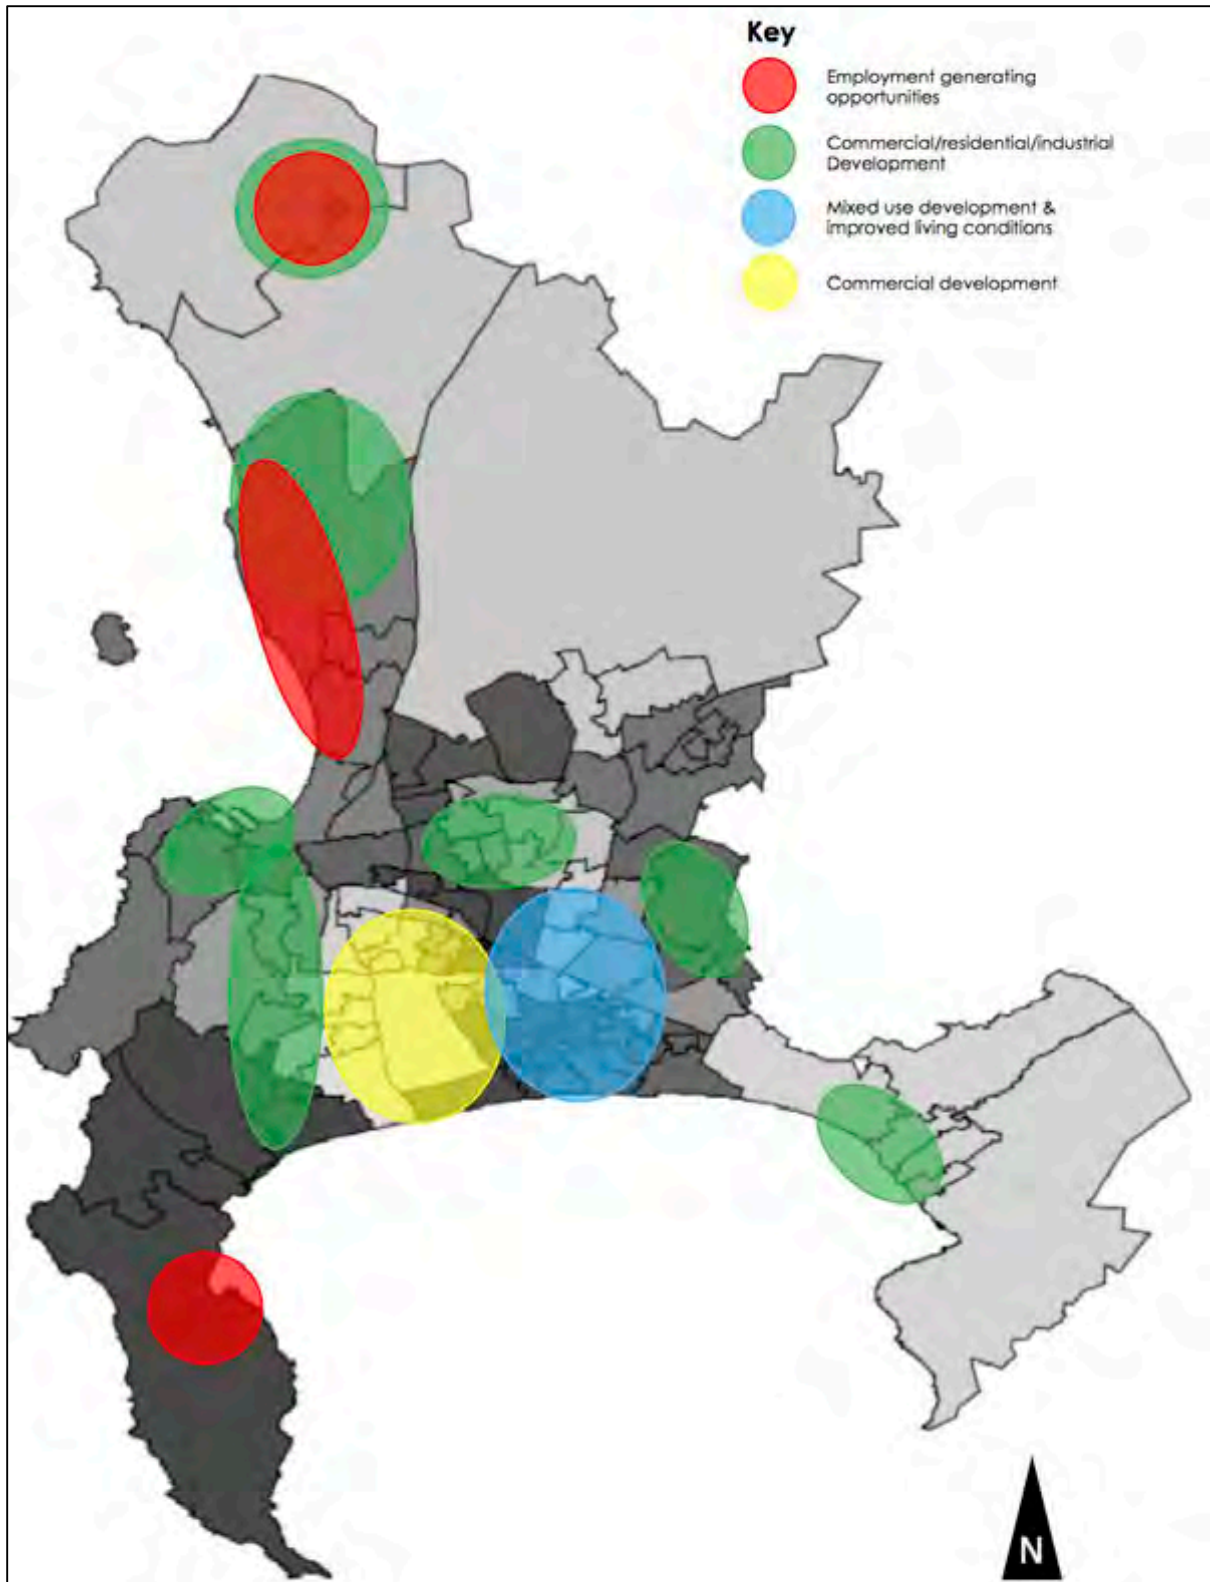 Key
Employment generating
opportunities
Commercial/residential/industrial
Development
Mixed use development &
improved living conditions
Commercial development
N